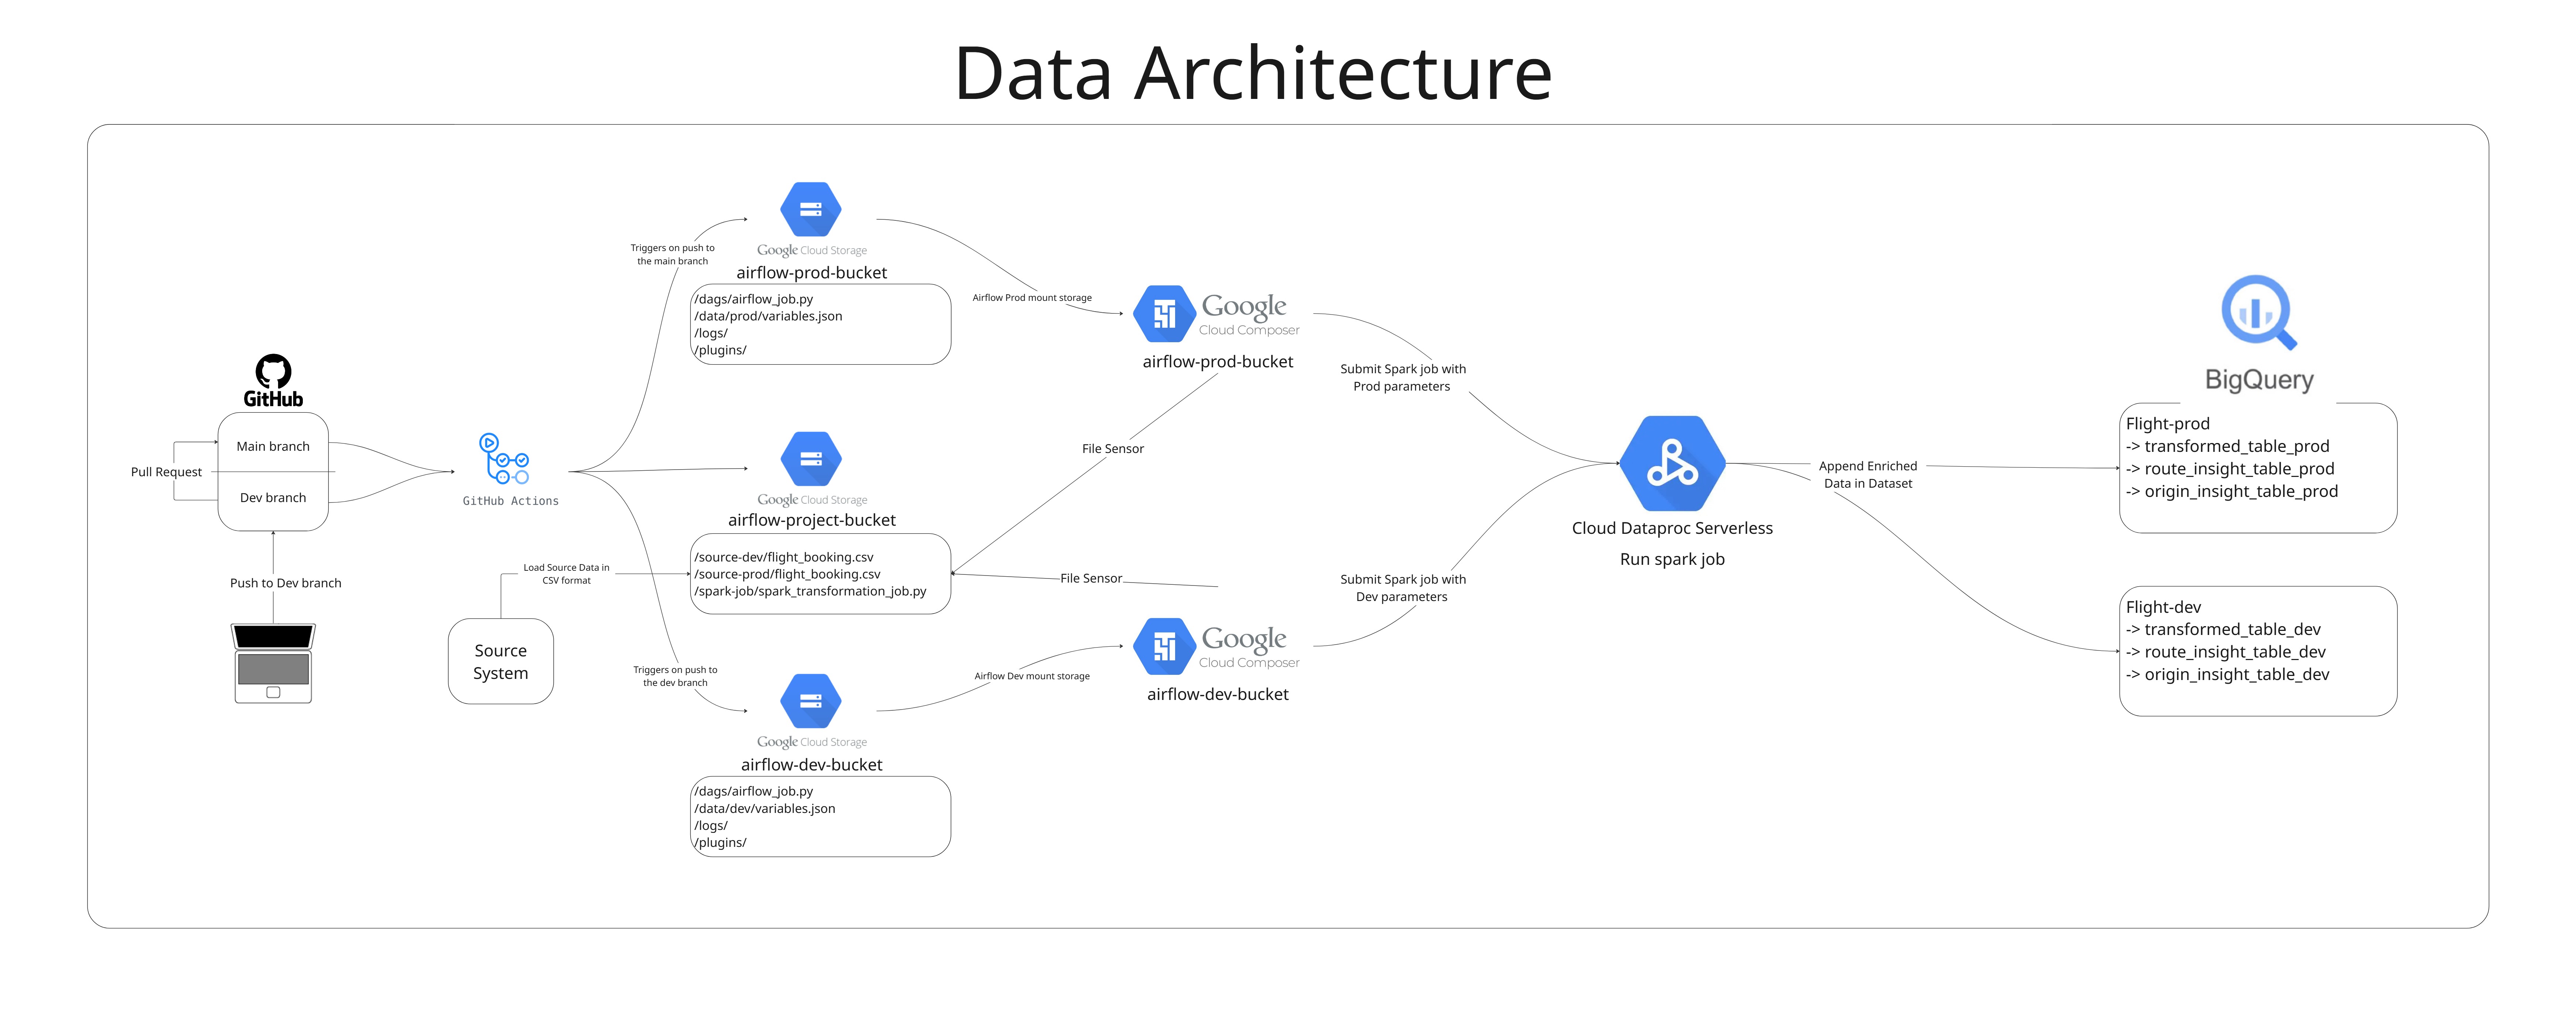 Data Architecture
GitHub
Main branch
Pull Request
Dev branch
Push to Dev branch
GitHub Actions
Source
System
Load Source Data in
CSV format
Triggers on push to
the main branch
Google Cloud Storage
airflow-prod-bucket
/dags/airflow_job.py
/data/prod/variables.json
/logs/
/plugins/
Google Cloud Storage
airflow-project-bucket
/source-dev/flight_booking.csv
/source-prod/flight_booking.csv
/spark-job/spark_transformation_job.py
Triggers on push to
the dev branch
Google Cloud Storage
airflow-dev-bucket
/dags/airflow_job.py
/data/dev/variables.json
/logs/
/plugins/
Airflow Prod mount storage
Google
Cloud Composer
airflow-prod-bucket
File Sensor
File Sensor
Airflow Dev mount storage
Google
Cloud Composer
airflow-dev-bucket
Submit Spark job with
Prod parameters
Submit Spark job with
Dev parameters
Cloud Dataproc Serverless
Run spark job
Append Enriched
Data in Dataset
BigQuery
Flight-prod
-> transformed_table_prod
-> route_insight_table_prod
-> origin_insight_table_prod
Flight-dev
-> transformed_table_dev
-> route_insight_table_dev
-> origin_insight_table_dev